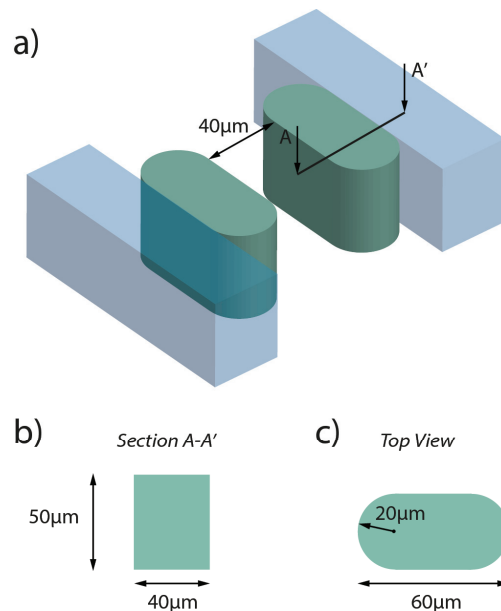 a)
A’
40μm
A
b)
Section A-A’
50μm
40μm
c)
Top View
20μm
60μm